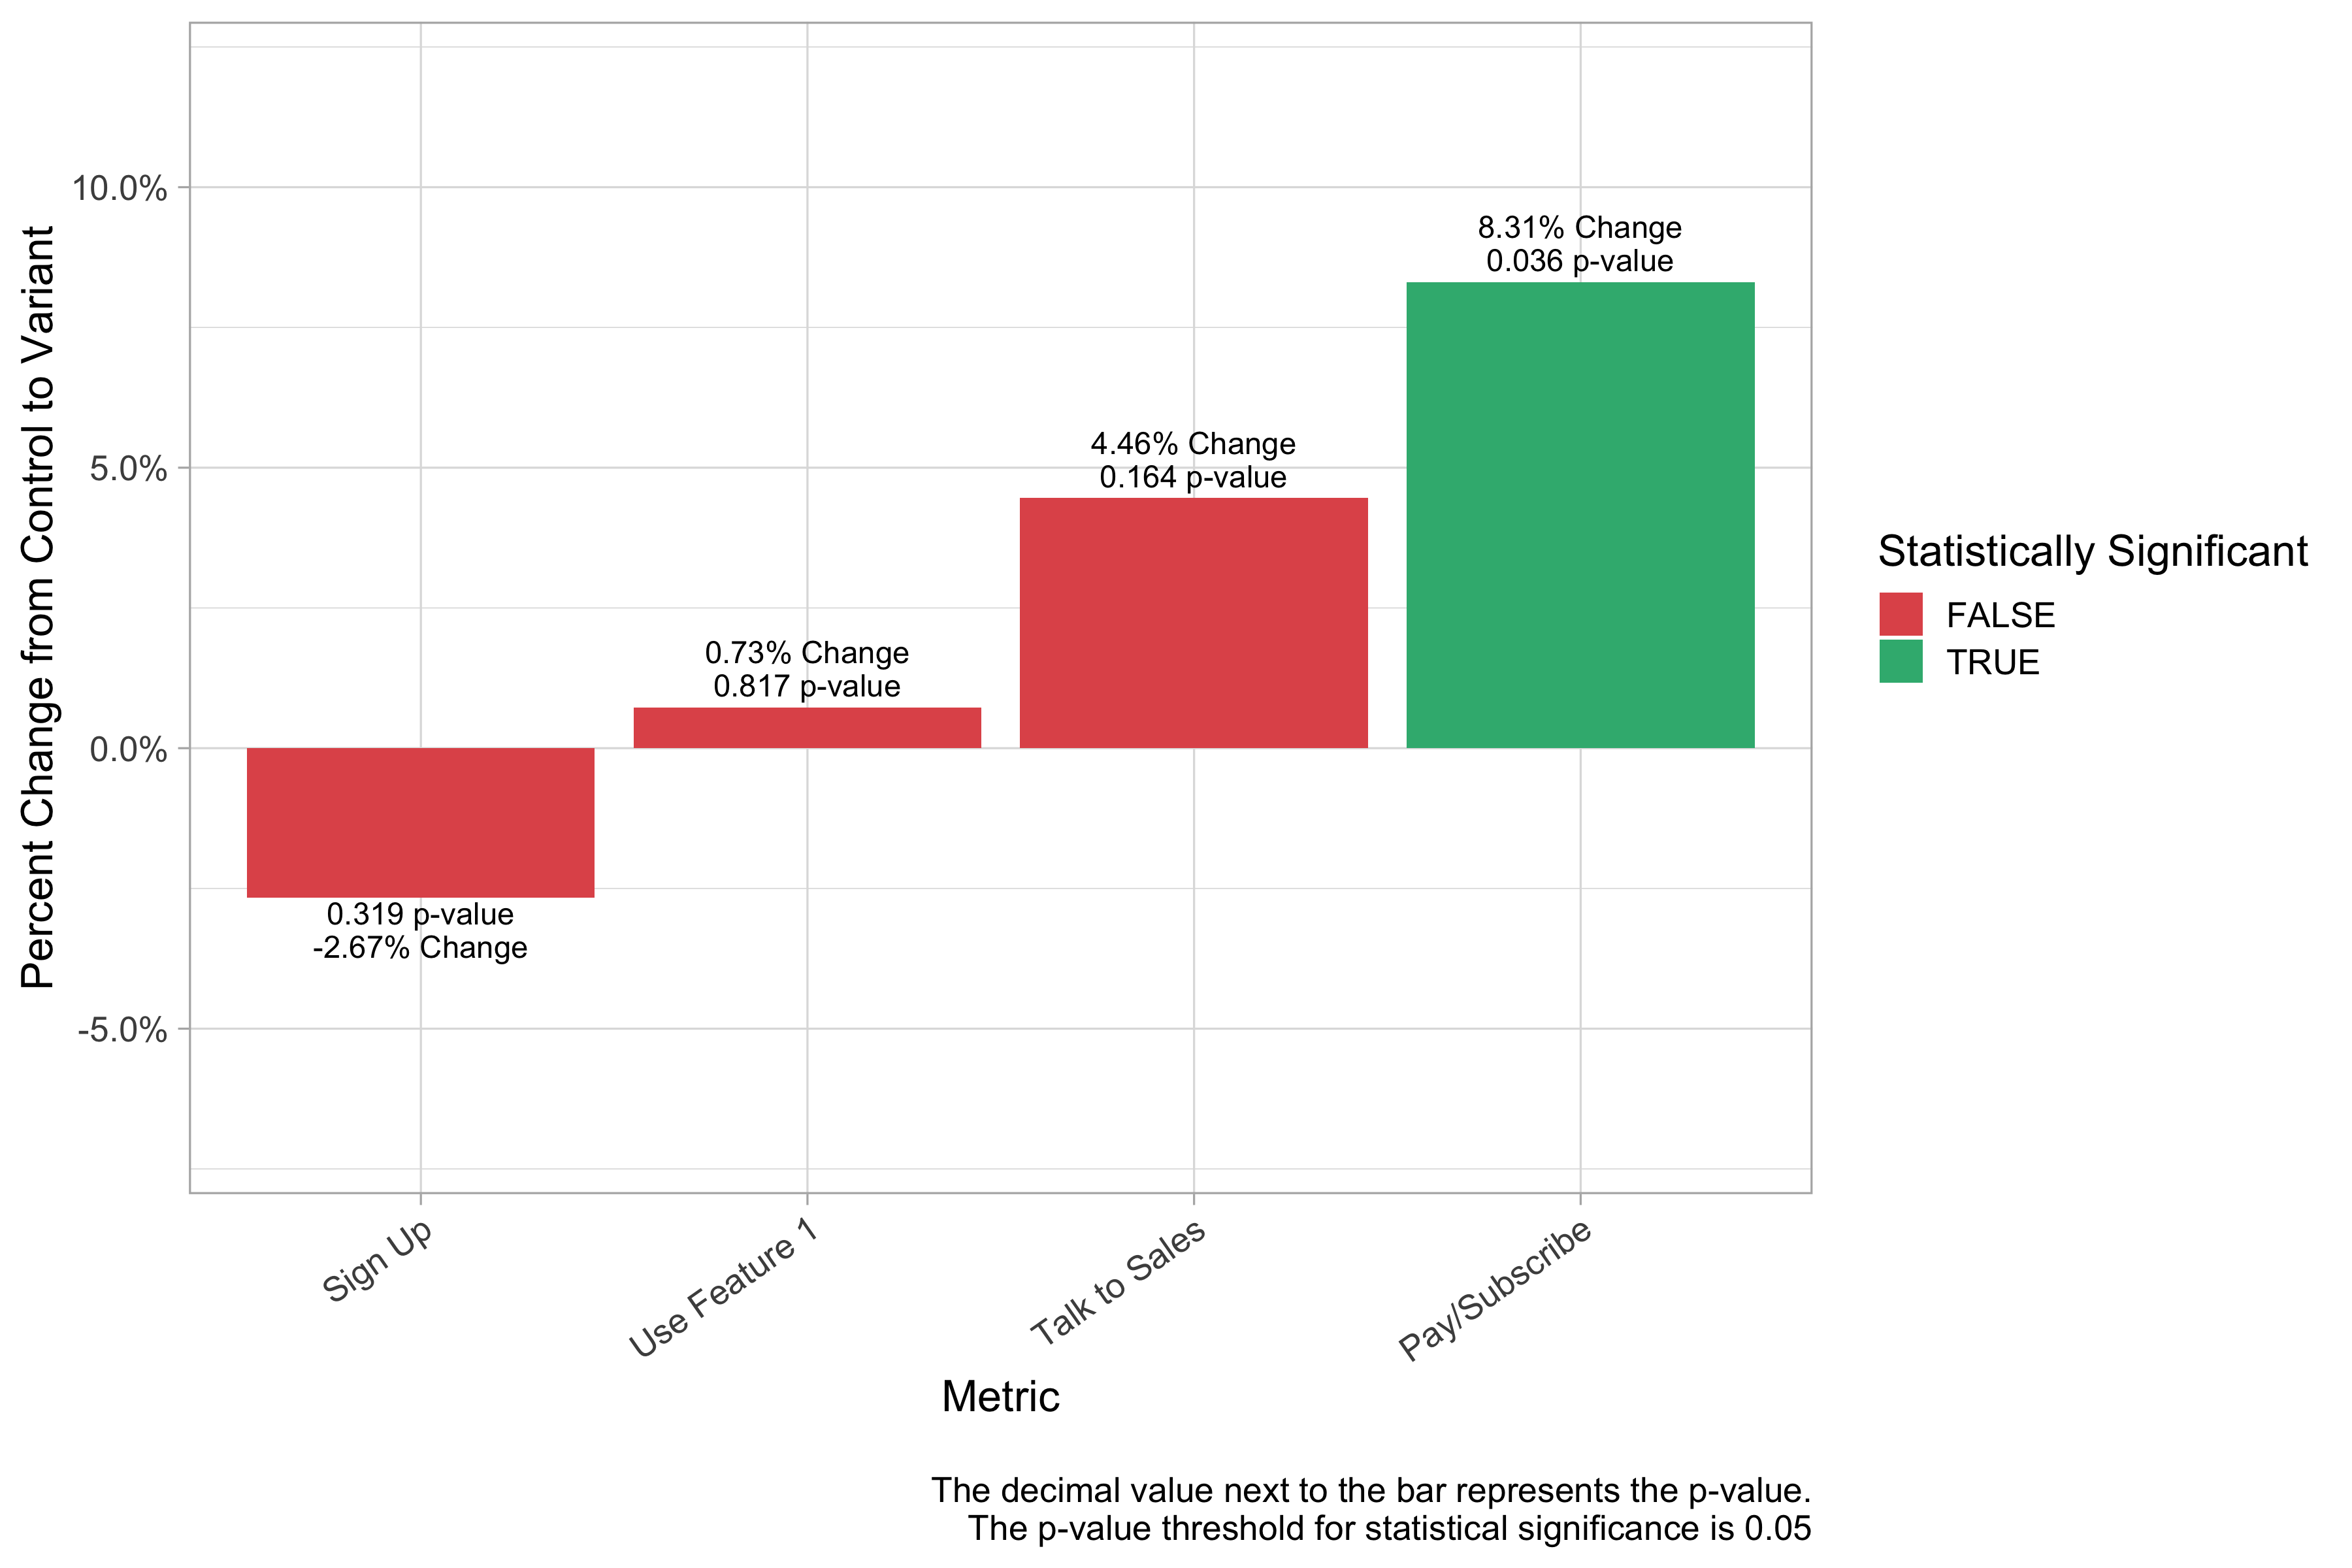 Percent Change from Control to Variant
10.0%
5.0%
0.0%
-5.0%
0.319 p-value
-2.67% Change
0.73% Change
0.817 p-value
4.46% Change
0.164 p-value
8.31% Change
0.036 p-value
Sign Up
Use Feature 1
Talk to Sales
Pay/Subscribe
Metric
Statistically Significant
FALSE
TRUE
The decimal value next to the bar represents the p-value.
The p-value threshold for statistical significance is 0.05